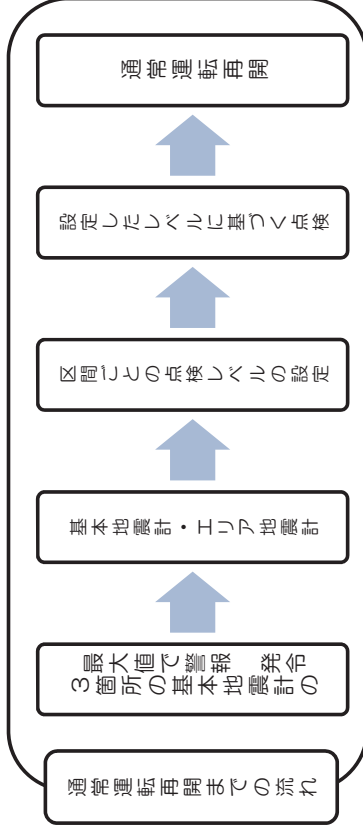 通常運転再開までの流れ
3箇所の基本地震計の
最大値で警報　発令
基本地震計・エリア地震計
区間ごとの点検レベルの設定
設定したレベルに基づく点検
通常運転再開